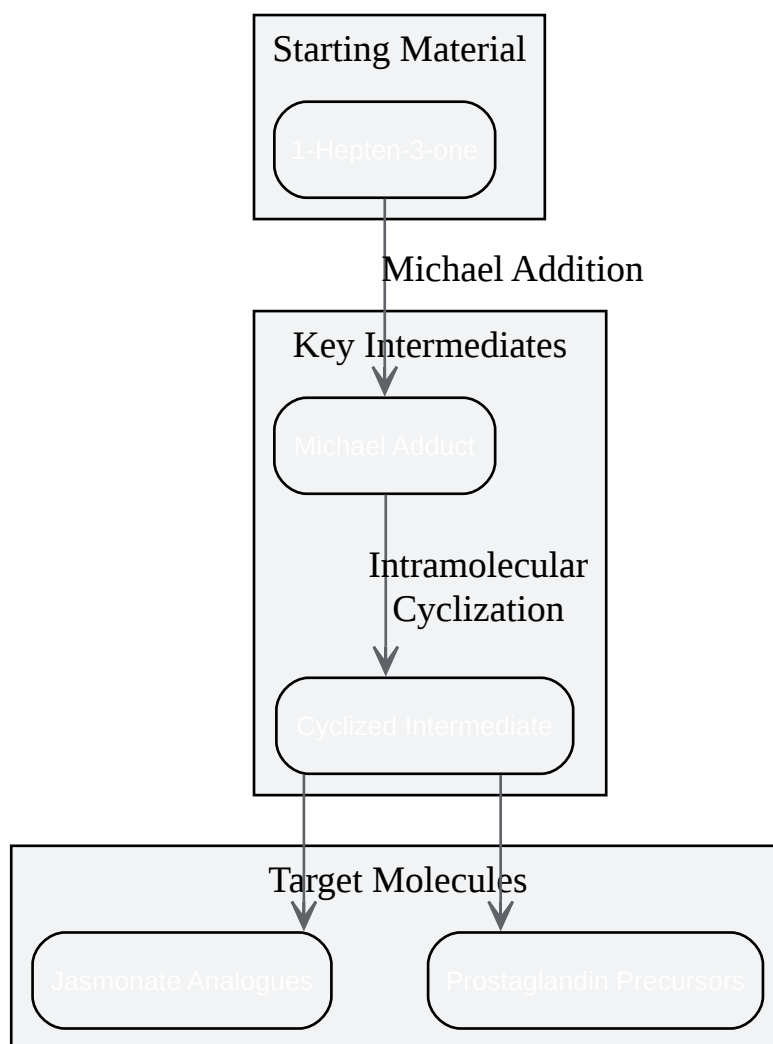 Starting Material
1-Hepten-3-one
Michael Addition
Key Intermediates
Michael Adduct
Intramolecular
Cyclization
Cyclized Intermediate
Target Molecules
Jasmonate Analogues
Prostaglandin Precursors